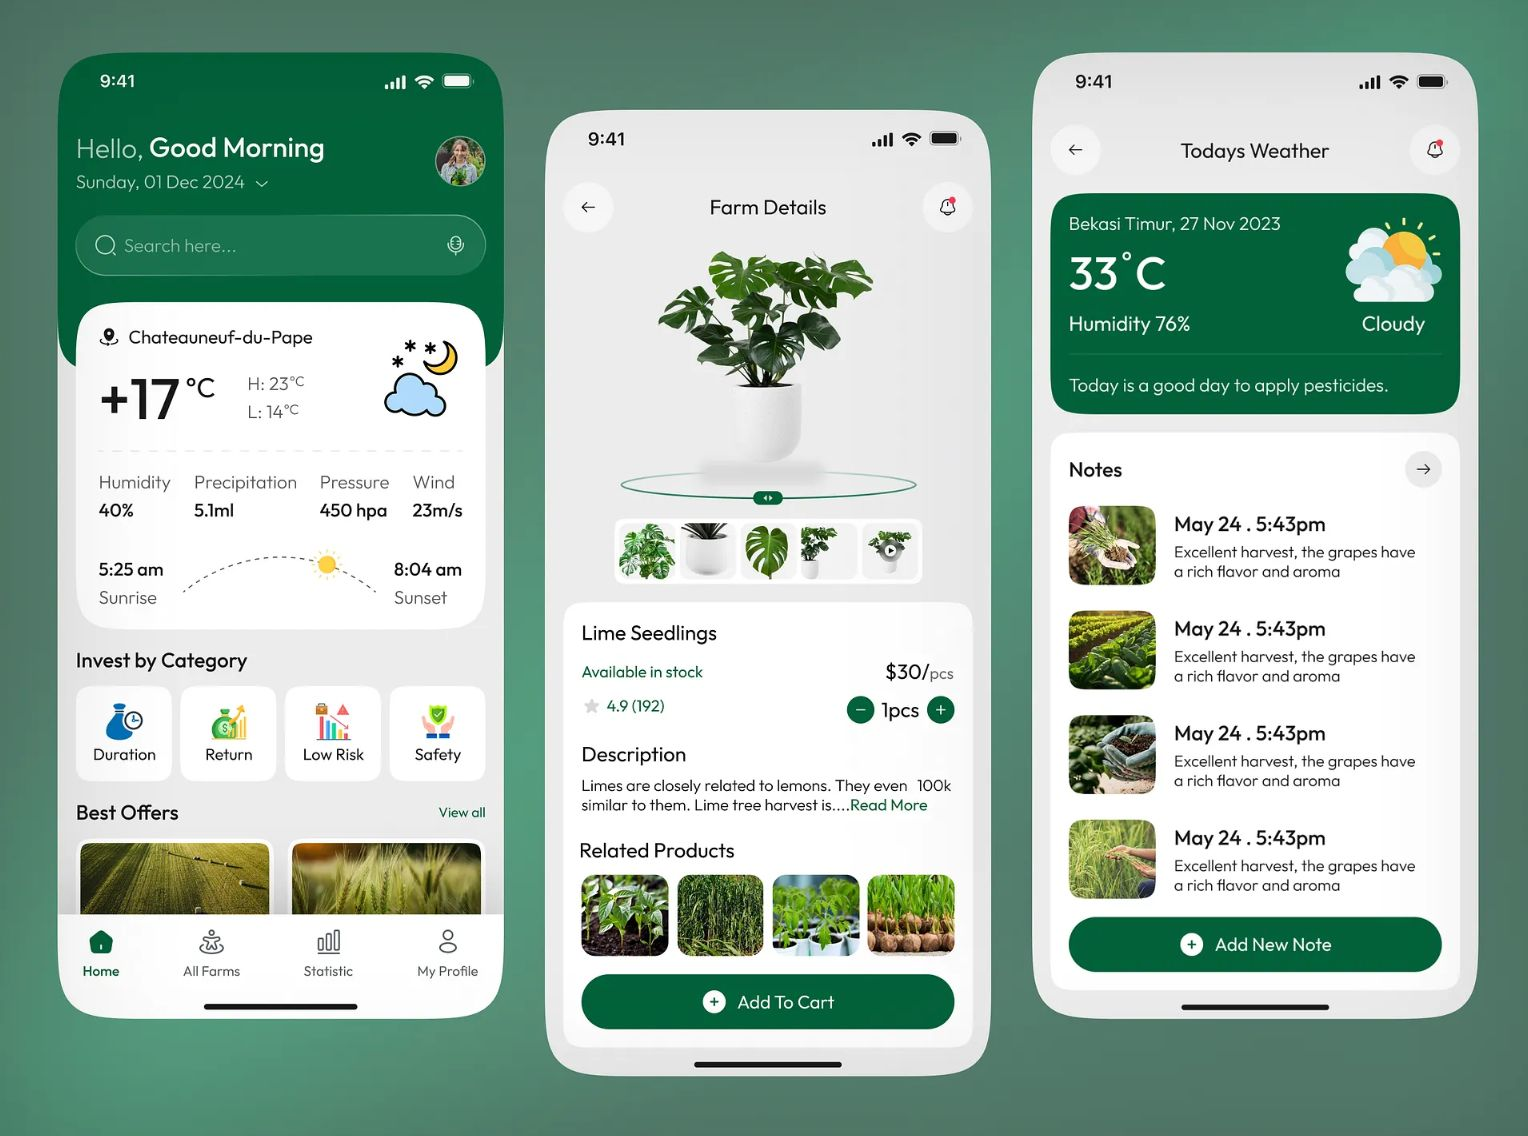 9:41
Hello, Good Morning
Sunday, 01 Dec 2024
Search here...
Chateauneuf-du-Pape
+17 °C
H: 23°C
L: 14°C
Humidity Precipitation Pressure Wind
40% 5.1ml 450 hpa 23m/s
5:25 am 8:04 am
Sunrise Sunset
Invest by Category
Duration Return Low Risk Safety
Best Offers View all
Home All Farms Statistic My Profile
9:41
Farm Details
Lime Seedlings
Available in stock $30/pcs
4.9 (192) 1pcs
Description
Limes are closely related to lemons. They even 100k
similar to them. Lime tree harvest is....Read More
Related Products
Add To Cart
9:41
Todays Weather
Bekasi Timur, 27 Nov 2023
33°C
Humidity 76% Cloudy
Today is a good day to apply pesticides.
Notes
May 24 . 5:43pm
Excellent harvest, the grapes have
a rich flavor and aroma
May 24 . 5:43pm
Excellent harvest, the grapes have
a rich flavor and aroma
May 24 . 5:43pm
Excellent harvest, the grapes have
a rich flavor and aroma
May 24 . 5:43pm
Excellent harvest, the grapes have
a rich flavor and aroma
Add New Note